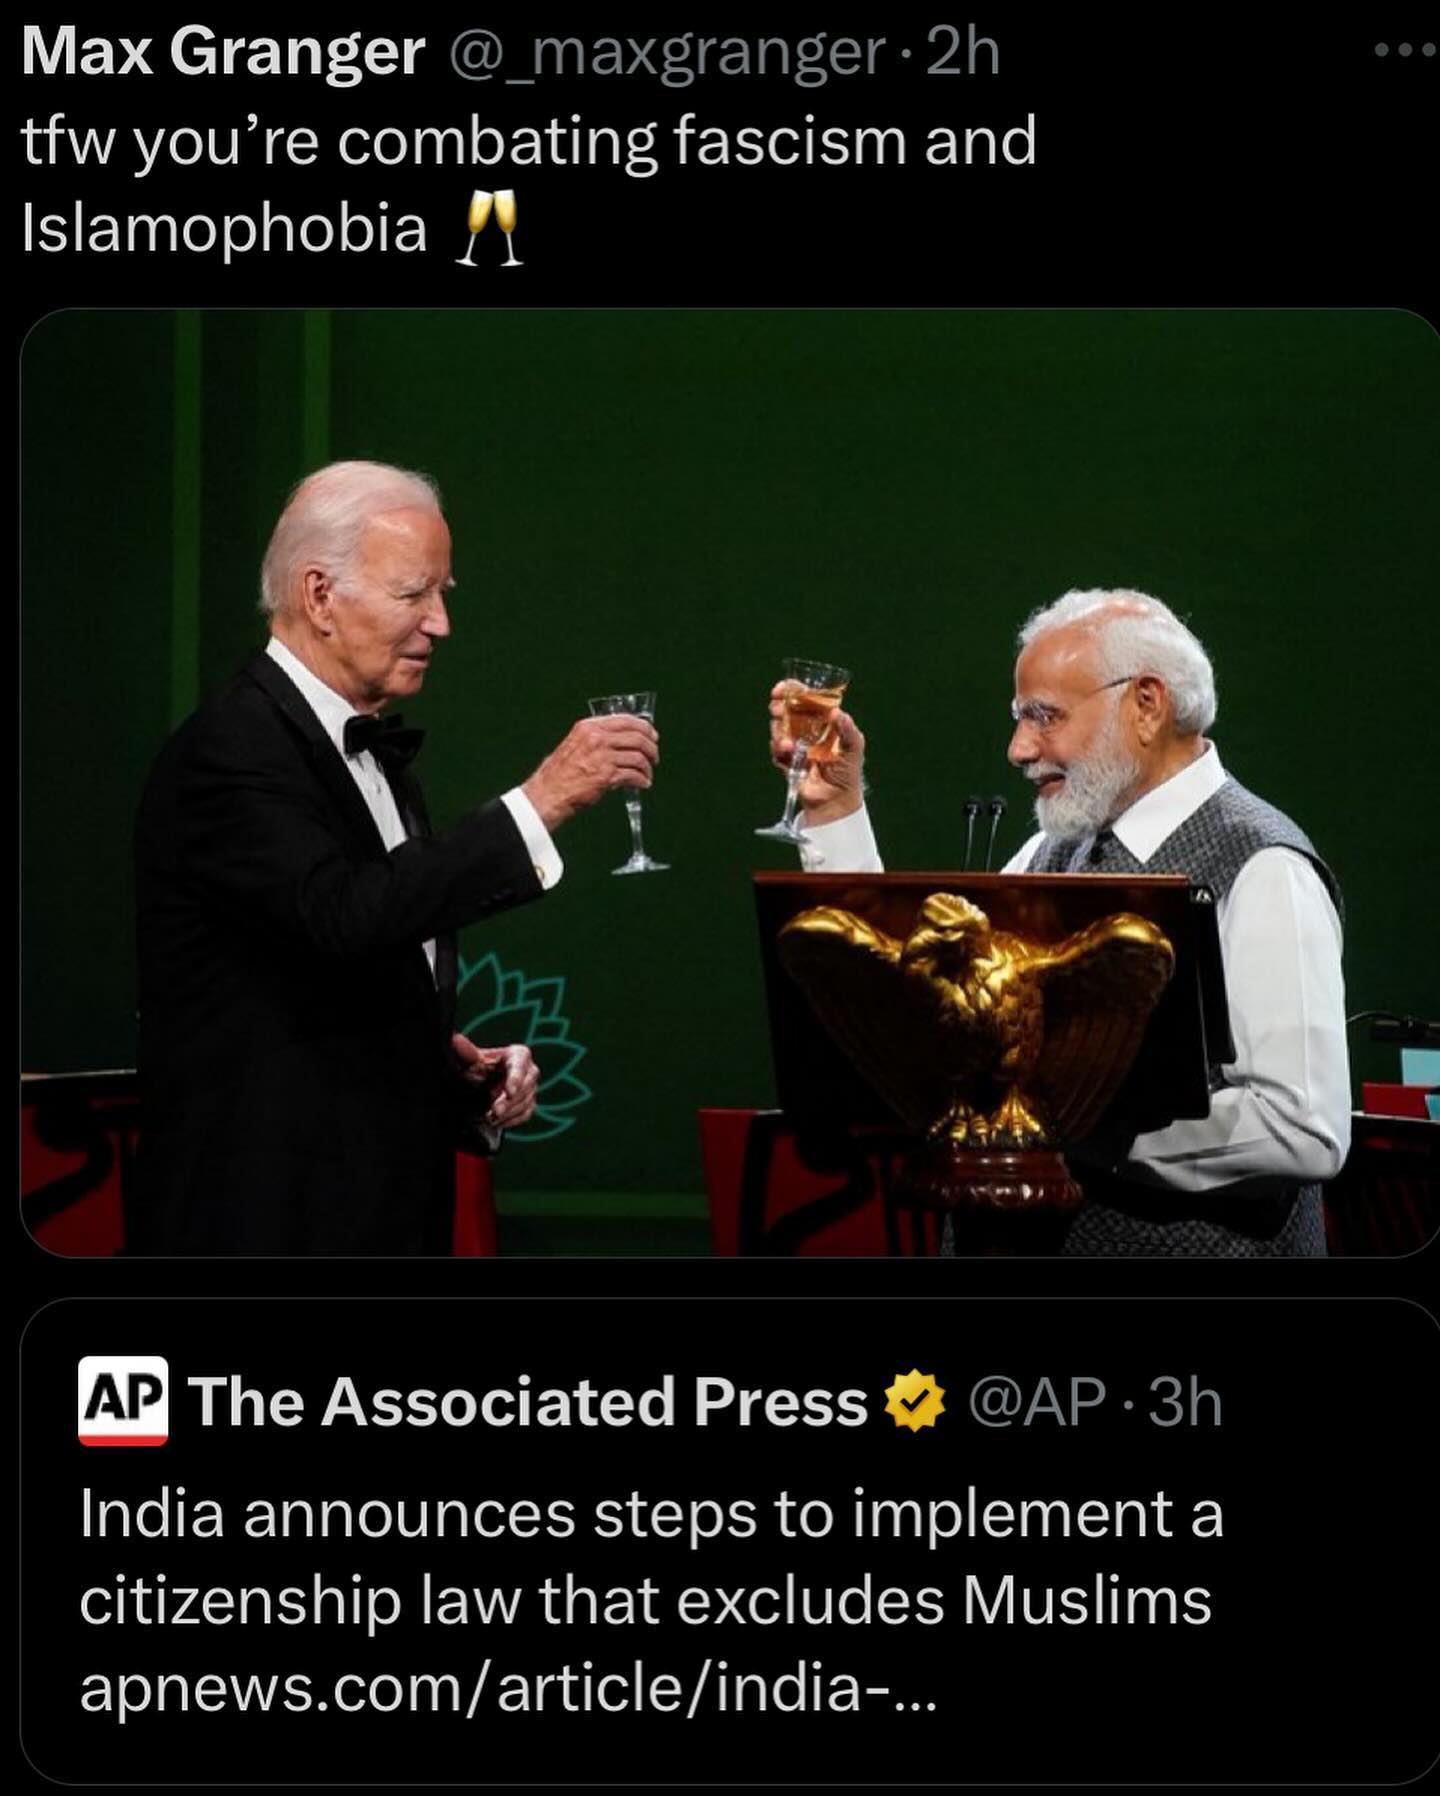 Max Granger @_maxgranger · 2h
tfw you’re combating fascism and
Islamophobia 🥂
AP The Associated Press @AP · 3h
India announces steps to implement a
citizenship law that excludes Muslims
apnews.com/article/india-...